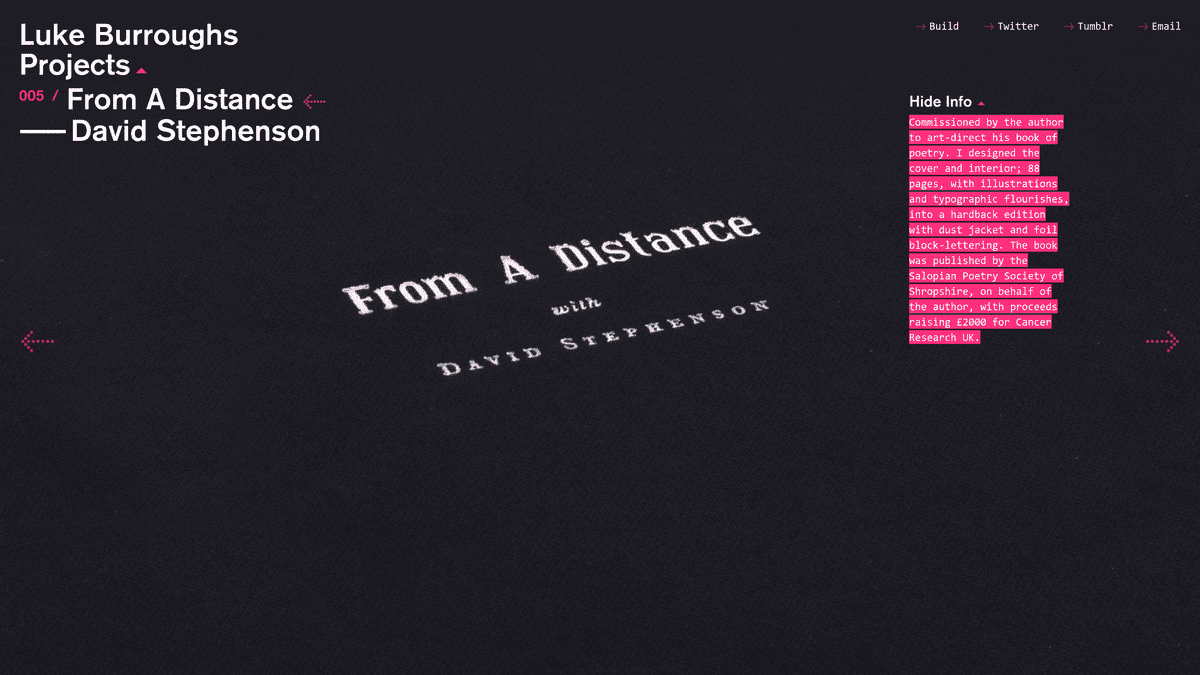 Luke Burroughs
Projects
005 / From A Distance
David Stephenson
Build
Twitter
Tumblr
Email
Hide Info
Commissioned by the author
to art-direct his book of
poetry. I designed the
cover and interior; 88
pages, with illustrations
and typographic flourishes,
into a hardback edition
with dust jacket and foil
block-lettering. The book
was published by the
Salopian Poetry Society of
Shropshire, on behalf of
the author, with proceeds
raising £2000 for Cancer
Research UK.
From A Distance
with
David Stephenson